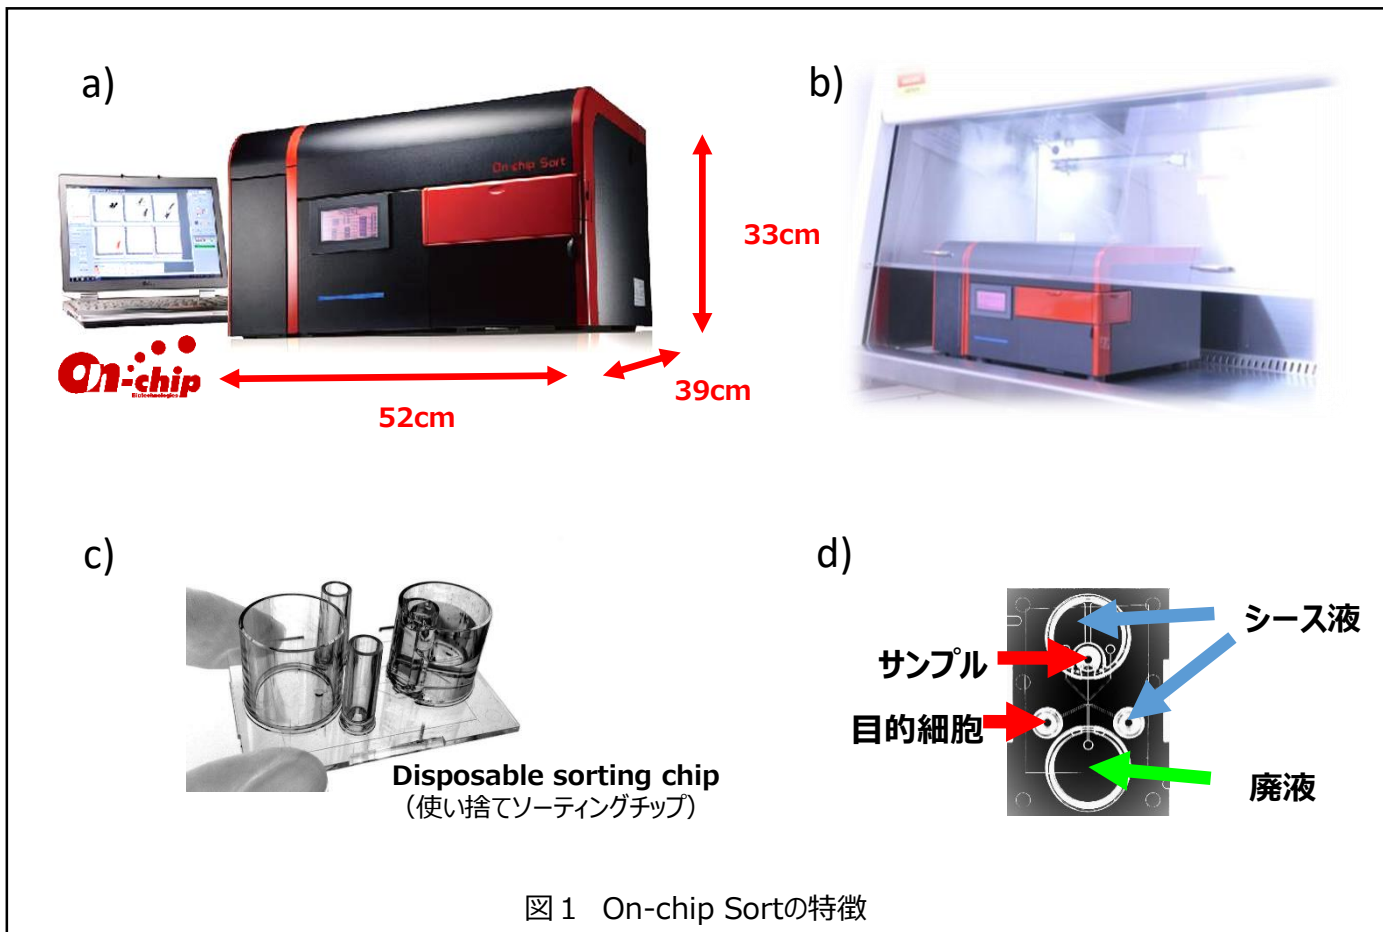 a)
b)
On-chip Sort
33cm
39cm
52cm
On-chip
Biotechnologies
c)
d)
シース液
サンプル
目的細胞
廃液
Disposable sorting chip
（使い捨てソーティングチップ）
図１ On-chip Sortの特徴